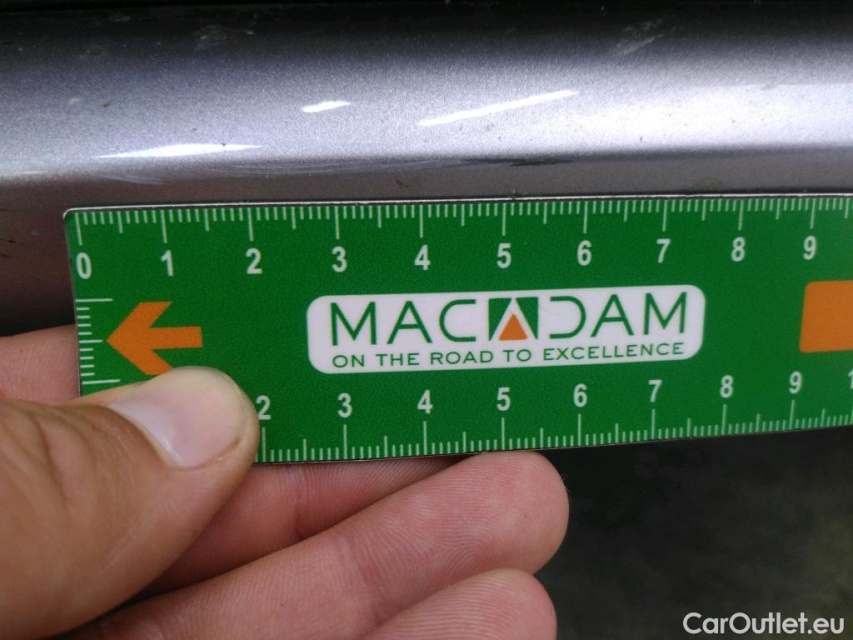 0 1 2 3 4 5 6 7 8 9
MACADAM
ON THE ROAD TO EXCELLENCE
2 3 4 5 6 7 8 9
CarOutlet.eu